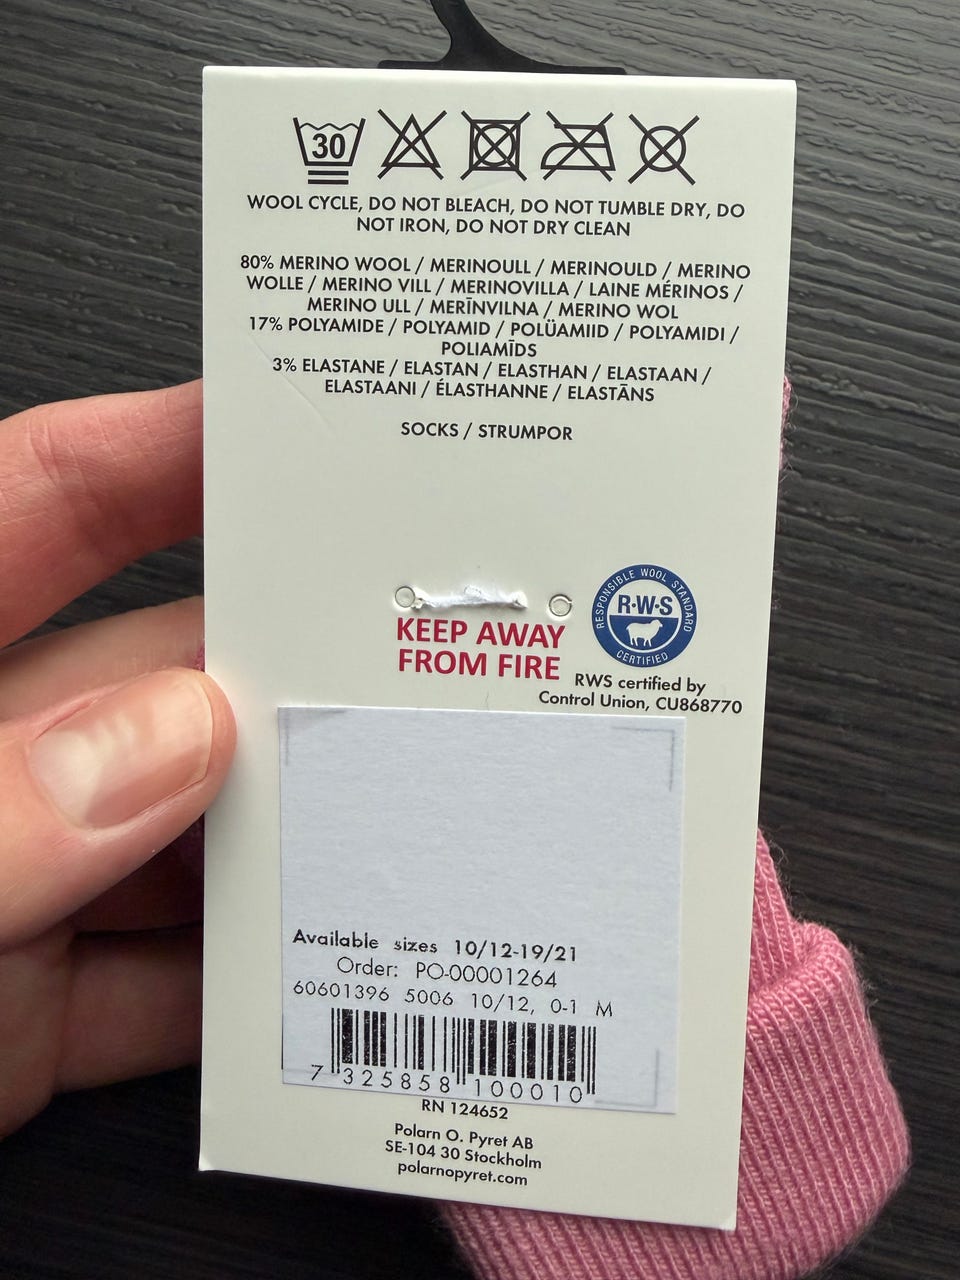 30
WOOL CYCLE, DO NOT BLEACH, DO NOT TUMBLE DRY, DO
NOT IRON, DO NOT DRY CLEAN
80% MERINO WOOL / MERINOULL / MERINOULD / MERINO
WOLLE / MERINO VILL / MERINOVILLA / LAINE MÉRINOS /
MERINO ULL / MERĪNVILNA / MERINO WOL
17% POLYAMIDE / POLYAMID / POLÜAMIID / POLYAMIDI /
POLIAMĪDS
3% ELASTANE / ELASTAN / ELASTHAN / ELASTAAN /
ELASTAANI / ÉLASTHANNE / ELASTĀNS
SOCKS / STRUMPOR
KEEP AWAY
FROM FIRE
RESPONSIBLE WOOL STANDARD
R·W·S
CERTIFIED
RWS certified by
Control Union, CU868770
Available sizes 10/12-19/21
Order: PO-00001264
60601396 5006 10/12, 0-1 M
7 325858 100010
RN 124652
Polarn O. Pyret AB
SE-104 30 Stockholm
polarnopyret.com